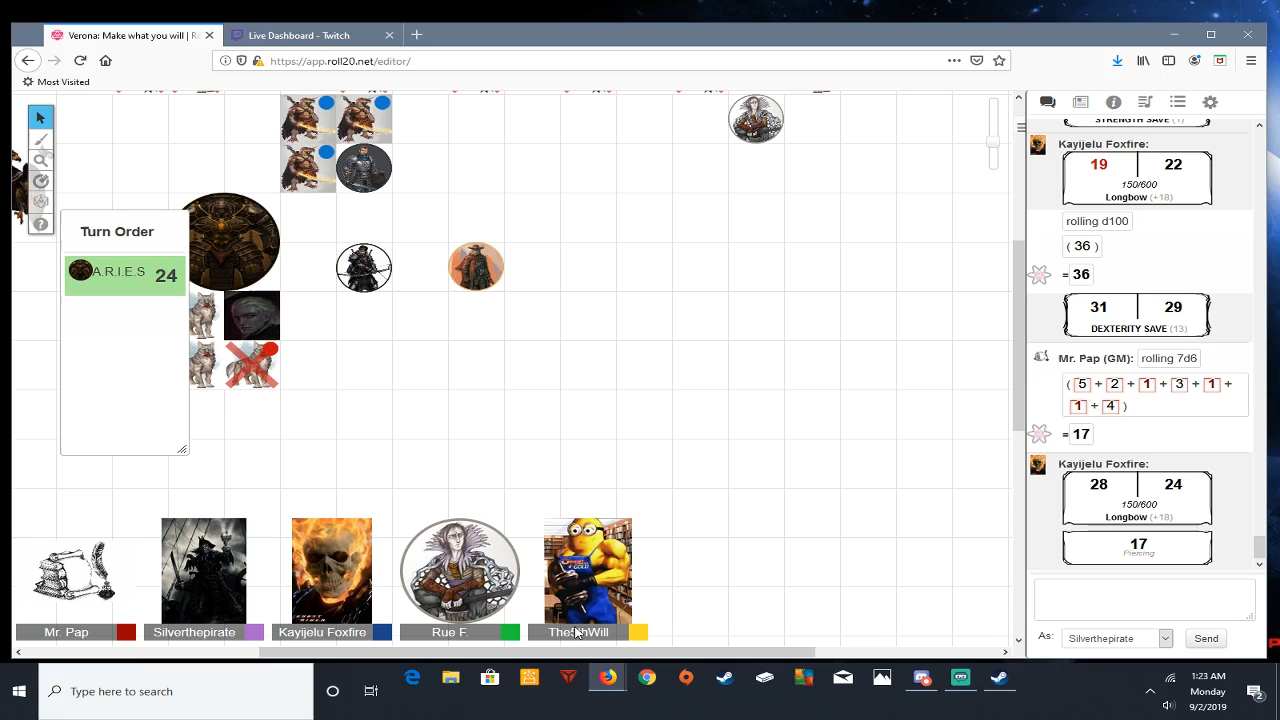 Verona: Make what you will | R
Live Dashboard - Twitch
https://app.roll20.net/editor/
Most Visited
Turn Order
A.R.I.E.S 24
Mr. Pap
Silverthepirate
Kayijelu Foxfire
Rue F.
The5thWill
STRENGTH SAVE (1)
Kayijelu Foxfire:
19 22
150/600
Longbow (+18)
rolling d100
( 36 )
= 36
31 29
DEXTERITY SAVE (13)
Mr. Pap (GM): rolling 7d6
( 5 + 2 + 1 + 3 + 1 +
1 + 4 )
= 17
Kayijelu Foxfire:
28 24
150/600
Longbow (+18)
17
Piercing
As: Silverthepirate Send
Type here to search
1:23 AM
Monday
9/2/2019
2